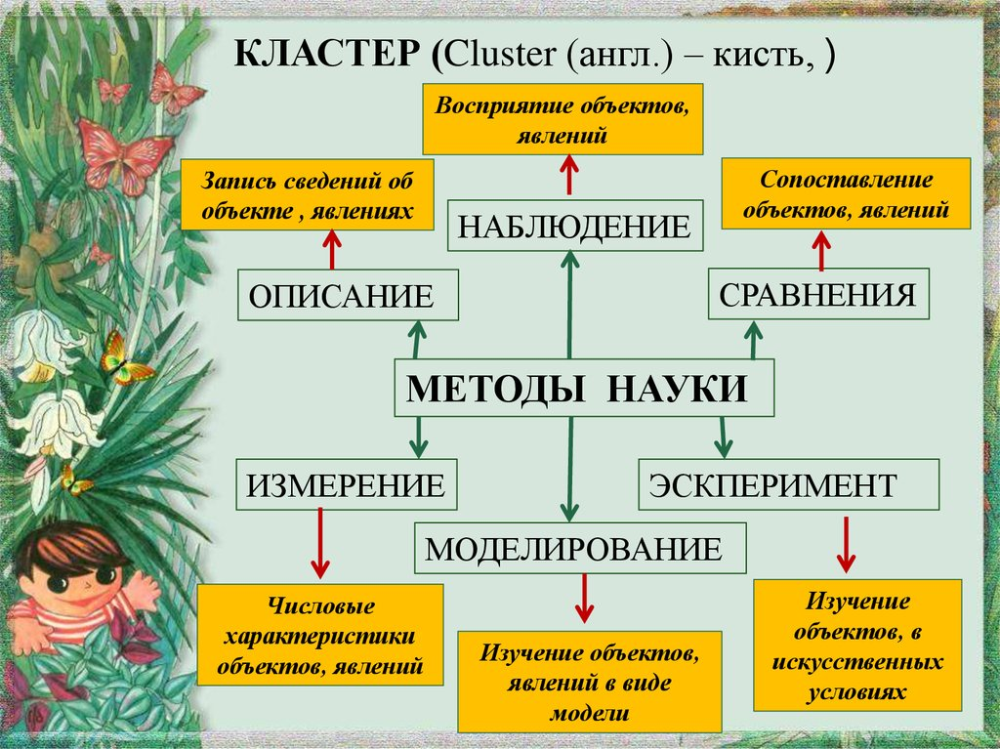 КЛАСТЕР (Cluster (англ.) – кисть, )
Восприятие объектов,
явлений
Запись сведений об
объекте , явлениях
Сопоставление
объектов, явлений
НАБЛЮДЕНИЕ
ОПИСАНИЕ
СРАВНЕНИЯ
МЕТОДЫ НАУКИ
ИЗМЕРЕНИЕ
ЭСКПЕРИМЕНТ
МОДЕЛИРОВАНИЕ
Числовые
характеристики
объектов, явлений
Изучение объектов,
явлений в виде
модели
Изучение
объектов, в
искусственных
условиях